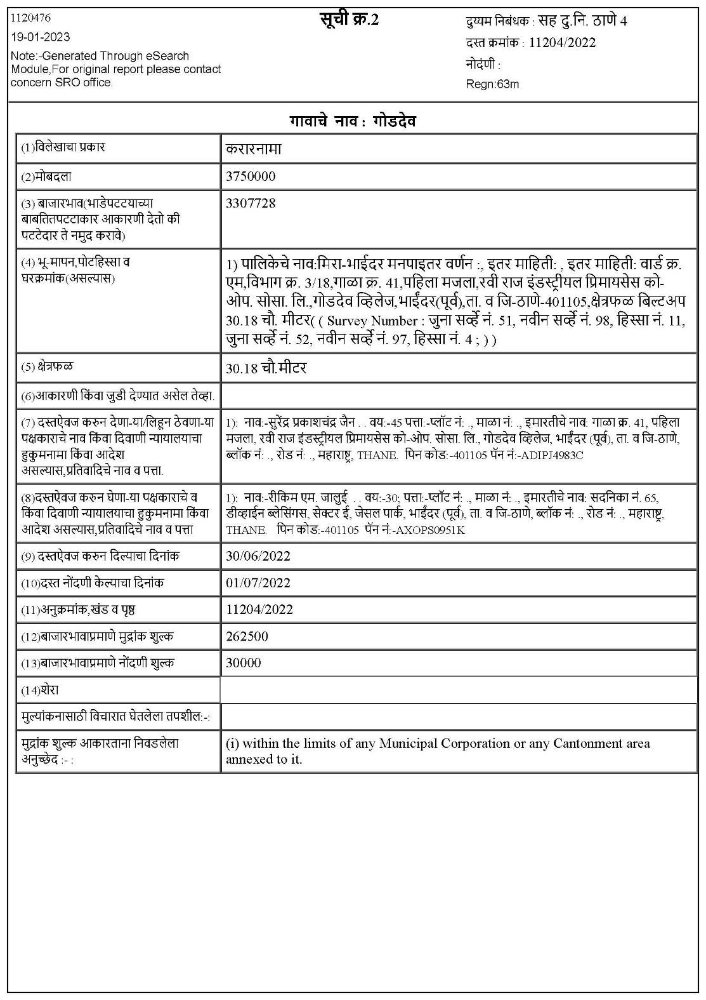 1120476
19-01-2023
Note:-Generated Through eSearch
Module,For original report please contact
concern SRO office.
सूची क्र.2
दुय्यम निबंधक : सह दु.नि. ठाणे 4
दस्त क्रमांक : 11204/2022
नोदंणी :
Regn:63m
गावाचे नाव : गोडदेव
(1)विलेखाचा प्रकार
करारनामा
(2)मोबदला
3750000
(3) बाजारभाव(भाडेपटटयाच्या
बाबतितपटटाकार आकारणी देतो की
पटटेदार ते नमुद करावे)
3307728
(4) भू-मापन,पोटहिस्सा व
घरक्रमांक(असल्यास)
1) पालिकेचे नाव:मिरा-भाईंदर मनपाइतर वर्णन :, इतर माहिती: , इतर माहिती: वार्ड क्र.
एम,विभाग क्र. 3/18,गाळा क्र. 41,पहिला मजला,रवी राज इंडस्ट्रीयल प्रिमायसेस को-
ओप. सोसा. लि.,गोडदेव व्हिलेज,भाईंदर(पूर्व),ता. व जि-ठाणे-401105,क्षेत्रफळ बिल्टअप
30.18 चौ. मीटर( ( Survey Number : जुना सर्व्हे नं. 51, नवीन सर्व्हे नं. 98, हिस्सा नं. 11,
जुना सर्व्हे नं. 52, नवीन सर्व्हे नं. 97, हिस्सा नं. 4 ; ) )
(5) क्षेत्रफळ
30.18 चौ.मीटर
(6)आकारणी किंवा जुडी देण्यात असेल तेव्हा.
(7) दस्तऐवज करुन देणा-या/लिहून ठेवणा-या
पक्षकाराचे नाव किंवा दिवाणी न्यायालयाचा
हुकुमनामा किंवा आदेश
असल्यास,प्रतिवादिचे नाव व पत्ता.
1): नाव:-सुरेंद्र प्रकाशचंद्र जैन . . वय:-45 पत्ता:-प्लॉट नं: ., माळा नं: ., इमारतीचे नाव: गाळा क्र. 41, पहिला
मजला, रवी राज इंडस्ट्रीयल प्रिमायसेस को-ओप. सोसा. लि., गोडदेव व्हिलेज, भाईंदर (पूर्व), ता. व जि-ठाणे,
ब्लॉक नं: ., रोड नं: ., महाराष्ट्र, THANE. पिन कोड:-401105 पॅन नं:-ADIPJ4983C
(8)दस्तऐवज करुन घेणा-या पक्षकाराचे व
किंवा दिवाणी न्यायालयाचा हुकुमनामा किंवा
आदेश असल्यास,प्रतिवादिचे नाव व पत्ता
1): नाव:-रीकिम एम. जालुई . . वय:-30; पत्ता:-प्लॉट नं: ., माळा नं: ., इमारतीचे नाव: सदनिका नं. 65,
डीव्हाईन ब्लेसिंगस, सेक्टर ई, जेसल पार्क, भाईंदर (पूर्व), ता. व जि-ठाणे, ब्लॉक नं: ., रोड नं: ., महाराष्ट्र,
THANE. पिन कोड:-401105 पॅन नं:-AXOPS0951K
(9) दस्तऐवज करुन दिल्याचा दिनांक
30/06/2022
(10)दस्त नोंदणी केल्याचा दिनांक
01/07/2022
(11)अनुक्रमांक,खंड व पृष्ठ
11204/2022
(12)बाजारभावाप्रमाणे मुद्रांक शुल्क
262500
(13)बाजारभावाप्रमाणे नोंदणी शुल्क
30000
(14)शेरा
मुल्यांकनासाठी विचारात घेतलेला तपशील:-:
मुद्रांक शुल्क आकारताना निवडलेला
अनुच्छेद :- :
(i) within the limits of any Municipal Corporation or any Cantonment area
annexed to it.